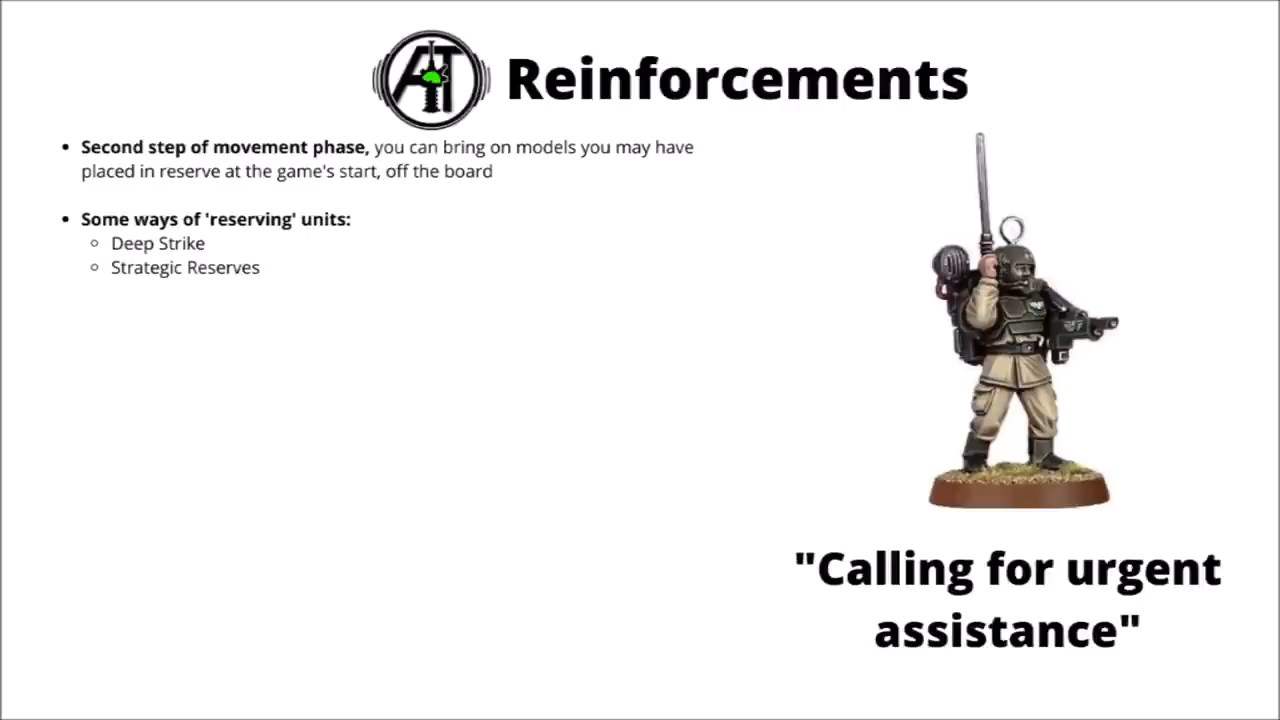 AT
Reinforcements
• Second step of movement phase, you can bring on models you may have
placed in reserve at the game's start, off the board
• Some ways of 'reserving' units:
◦ Deep Strike
◦ Strategic Reserves
"Calling for urgent
assistance"